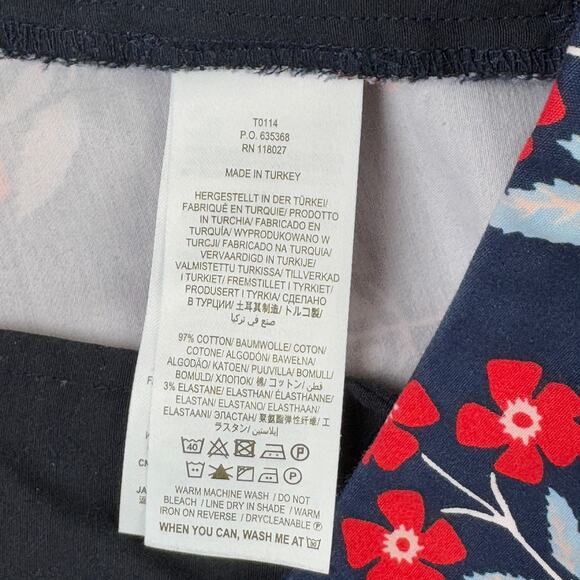 T0114
P.O. 635368
RN 118027
MADE IN TURKEY
HERGESTELLT IN DER TÜRKEI/
FABRIQUÉ EN TURQUIE/ PRODOTTO
IN TURCHIA/ FABRICADO EN
TURQUÍA/ WYPRODUKOWANO W
TURCJI/ FABRICADO NA TURQUIA/
VERVAARDIGD IN TURKIJE/
VALMISTETTU TURKISSA/ TILLVERKAD
I TURKIET/ FREMSTILLET I TYRKIET/
PRODUSERT I TYRKIA/ СДЕЛАНО
В ТУРЦИИ/ 土耳其制造/ トルコ製/
صنع في تركيا
97% COTTON/ BAUMWOLLE/ COTON/
COTONE/ ALGODÓN/ BAWEŁNA/
ALGODÃO/ KATOEN/ PUUVILLA/ BOMULL/
BOMULD/ ХЛОПОК/ 棉/ コットン/ قطن
3% ELASTANE/ ELASTHAN/ ÉLASTHANNE/
ELASTAN/ ELASTANO/ ELASTHAAN/
ELASTAANI/ ЭЛАСТАН/ 聚氨酯弹性纤维/ エ
ラスタン/ إيلاستين
40 P
P
WARM MACHINE WASH / DO NOT
BLEACH / LINE DRY IN SHADE / WARM
IRON ON REVERSE / DRYCLEANABLE P
WHEN YOU CAN, WASH ME AT 30